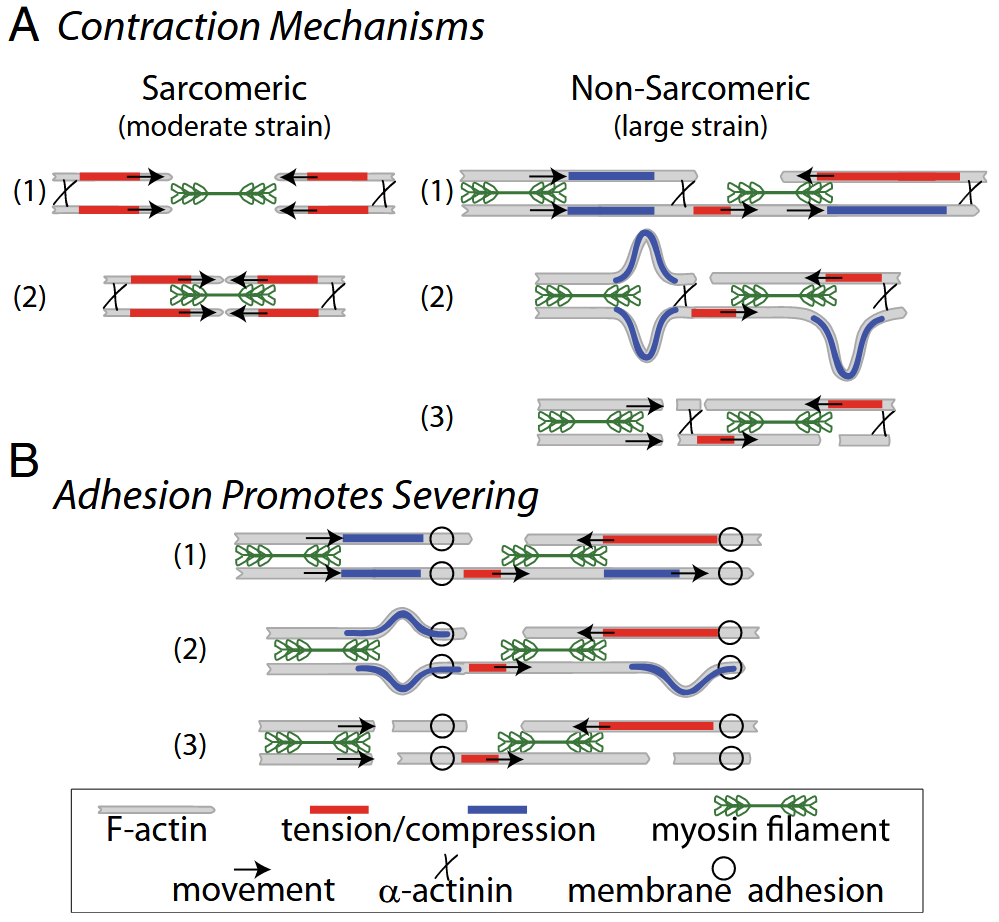 A Contraction Mechanisms
Sarcomeric
(moderate strain)
Non-Sarcomeric
(large strain)
(1)
(2)
(1)
(2)
(3)
B
Adhesion Promotes Severing
(1)
(2)
(3)
F-actin
tension/compression
myosin filament
movement
α-actinin
membrane adhesion